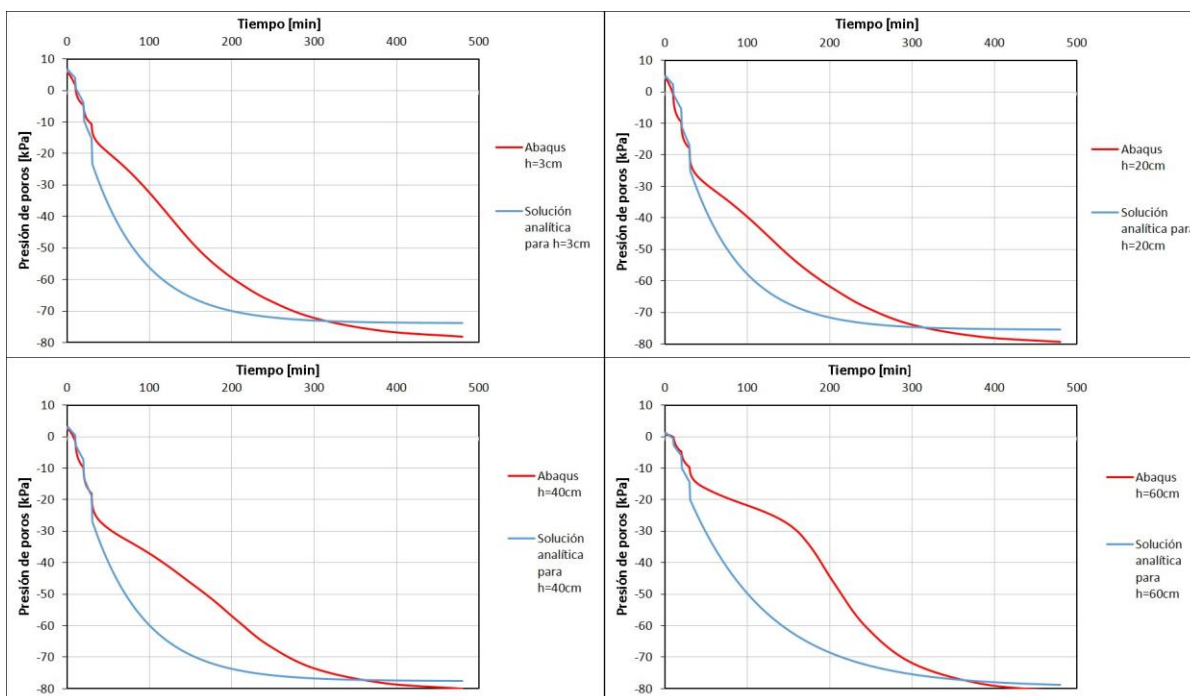 Tiempo [min]
0 100 200 300 400 500
10
0
-10
-20
-30
-40
-50
-60
-70
-80
Presión de poros [kPa]
Abaqus
h=3cm
Solución
analítica
para h=3cm
Tiempo [min]
0 100 200 300 400 500
10
0
-10
-20
-30
-40
-50
-60
-70
-80
Presión de poros [kPa]
Abaqus
h=20cm
Solución
analítica para
h=20cm
Tiempo [min]
0 100 200 300 400 500
10
0
-10
-20
-30
-40
-50
-60
-70
-80
Presión de poros [kPa]
Abaqus
h=40cm
Solución
analítica
para
h=40cm
Tiempo [min]
0 100 200 300 400 500
10
0
-10
-20
-30
-40
-50
-60
-70
-80
Presión de poros [kPa]
Abaqus
h=60cm
Solución
analítica
para
h=60cm